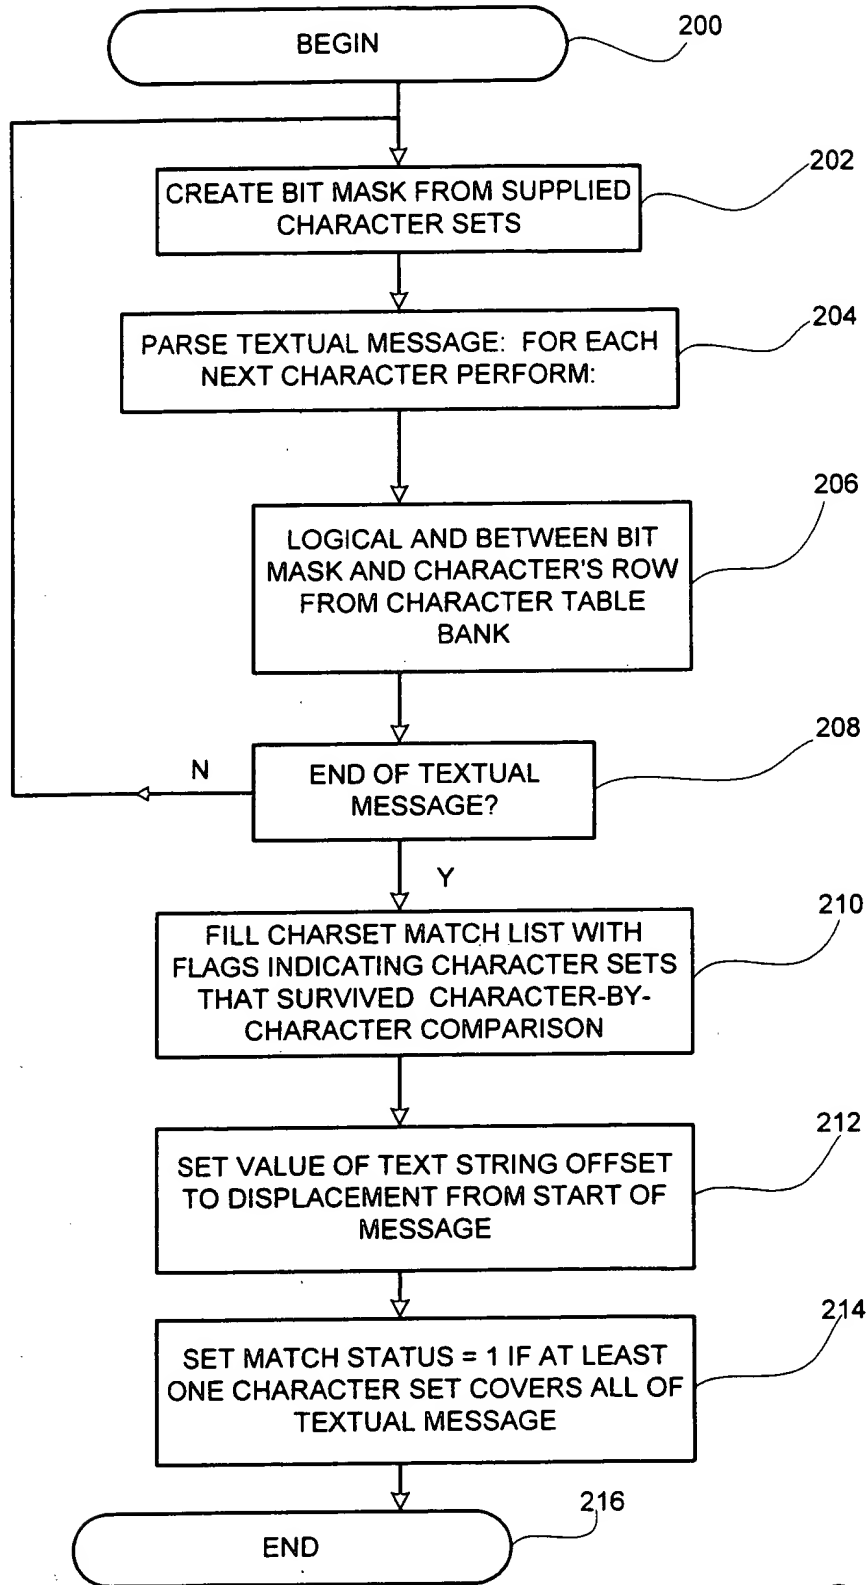 BEGIN
200
CREATE BIT MASK FROM SUPPLIED
CHARACTER SETS
202
PARSE TEXTUAL MESSAGE: FOR EACH
NEXT CHARACTER PERFORM:
204
LOGICAL AND BETWEEN BIT
MASK AND CHARACTER'S ROW
FROM CHARACTER TABLE
BANK
206
END OF TEXTUAL
MESSAGE?
208
N
Y
FILL CHARSET MATCH LIST WITH
FLAGS INDICATING CHARACTER SETS
THAT SURVIVED CHARACTER-BY-
CHARACTER COMPARISON
210
SET VALUE OF TEXT STRING OFFSET
TO DISPLACEMENT FROM START OF
MESSAGE
212
SET MATCH STATUS = 1 IF AT LEAST
ONE CHARACTER SET COVERS ALL OF
TEXTUAL MESSAGE
214
END
216